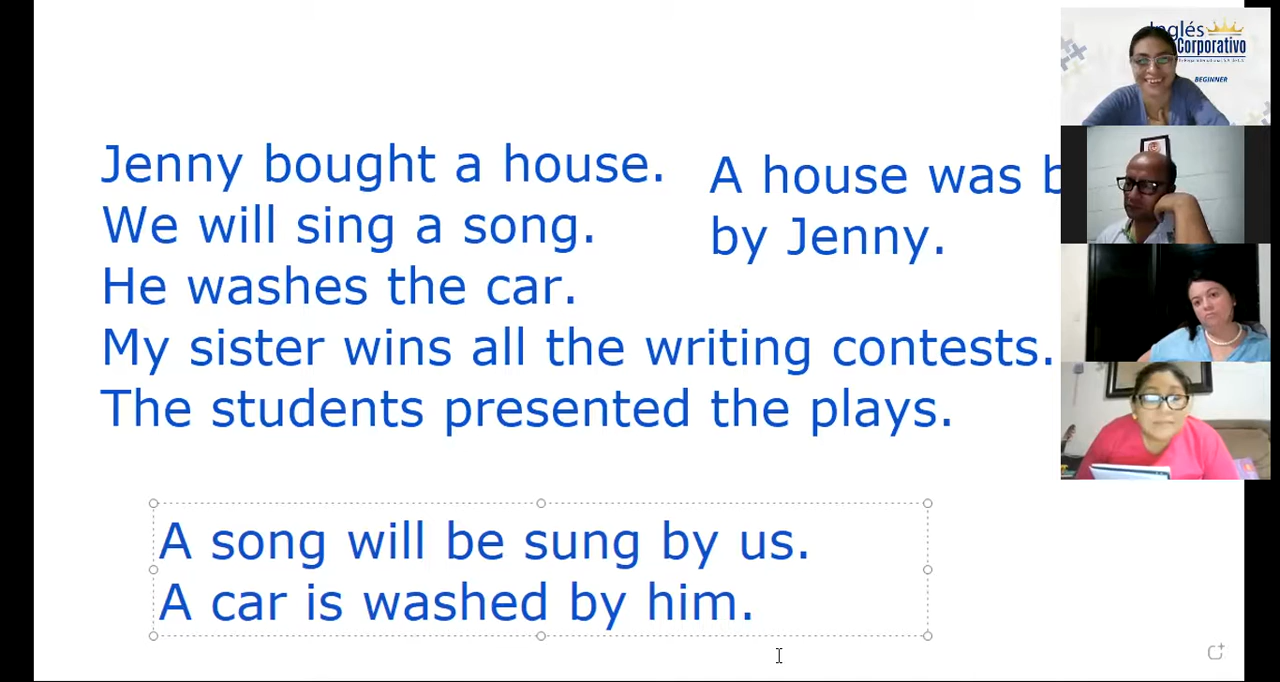 Jenny bought a house.
We will sing a song.
He washes the car.
My sister wins all the writing contests.
The students presented the plays.
A house was
by Jenny.
A song will be sung by us.
A car is washed by him.
Inglés
Corporativo
BEGINNER